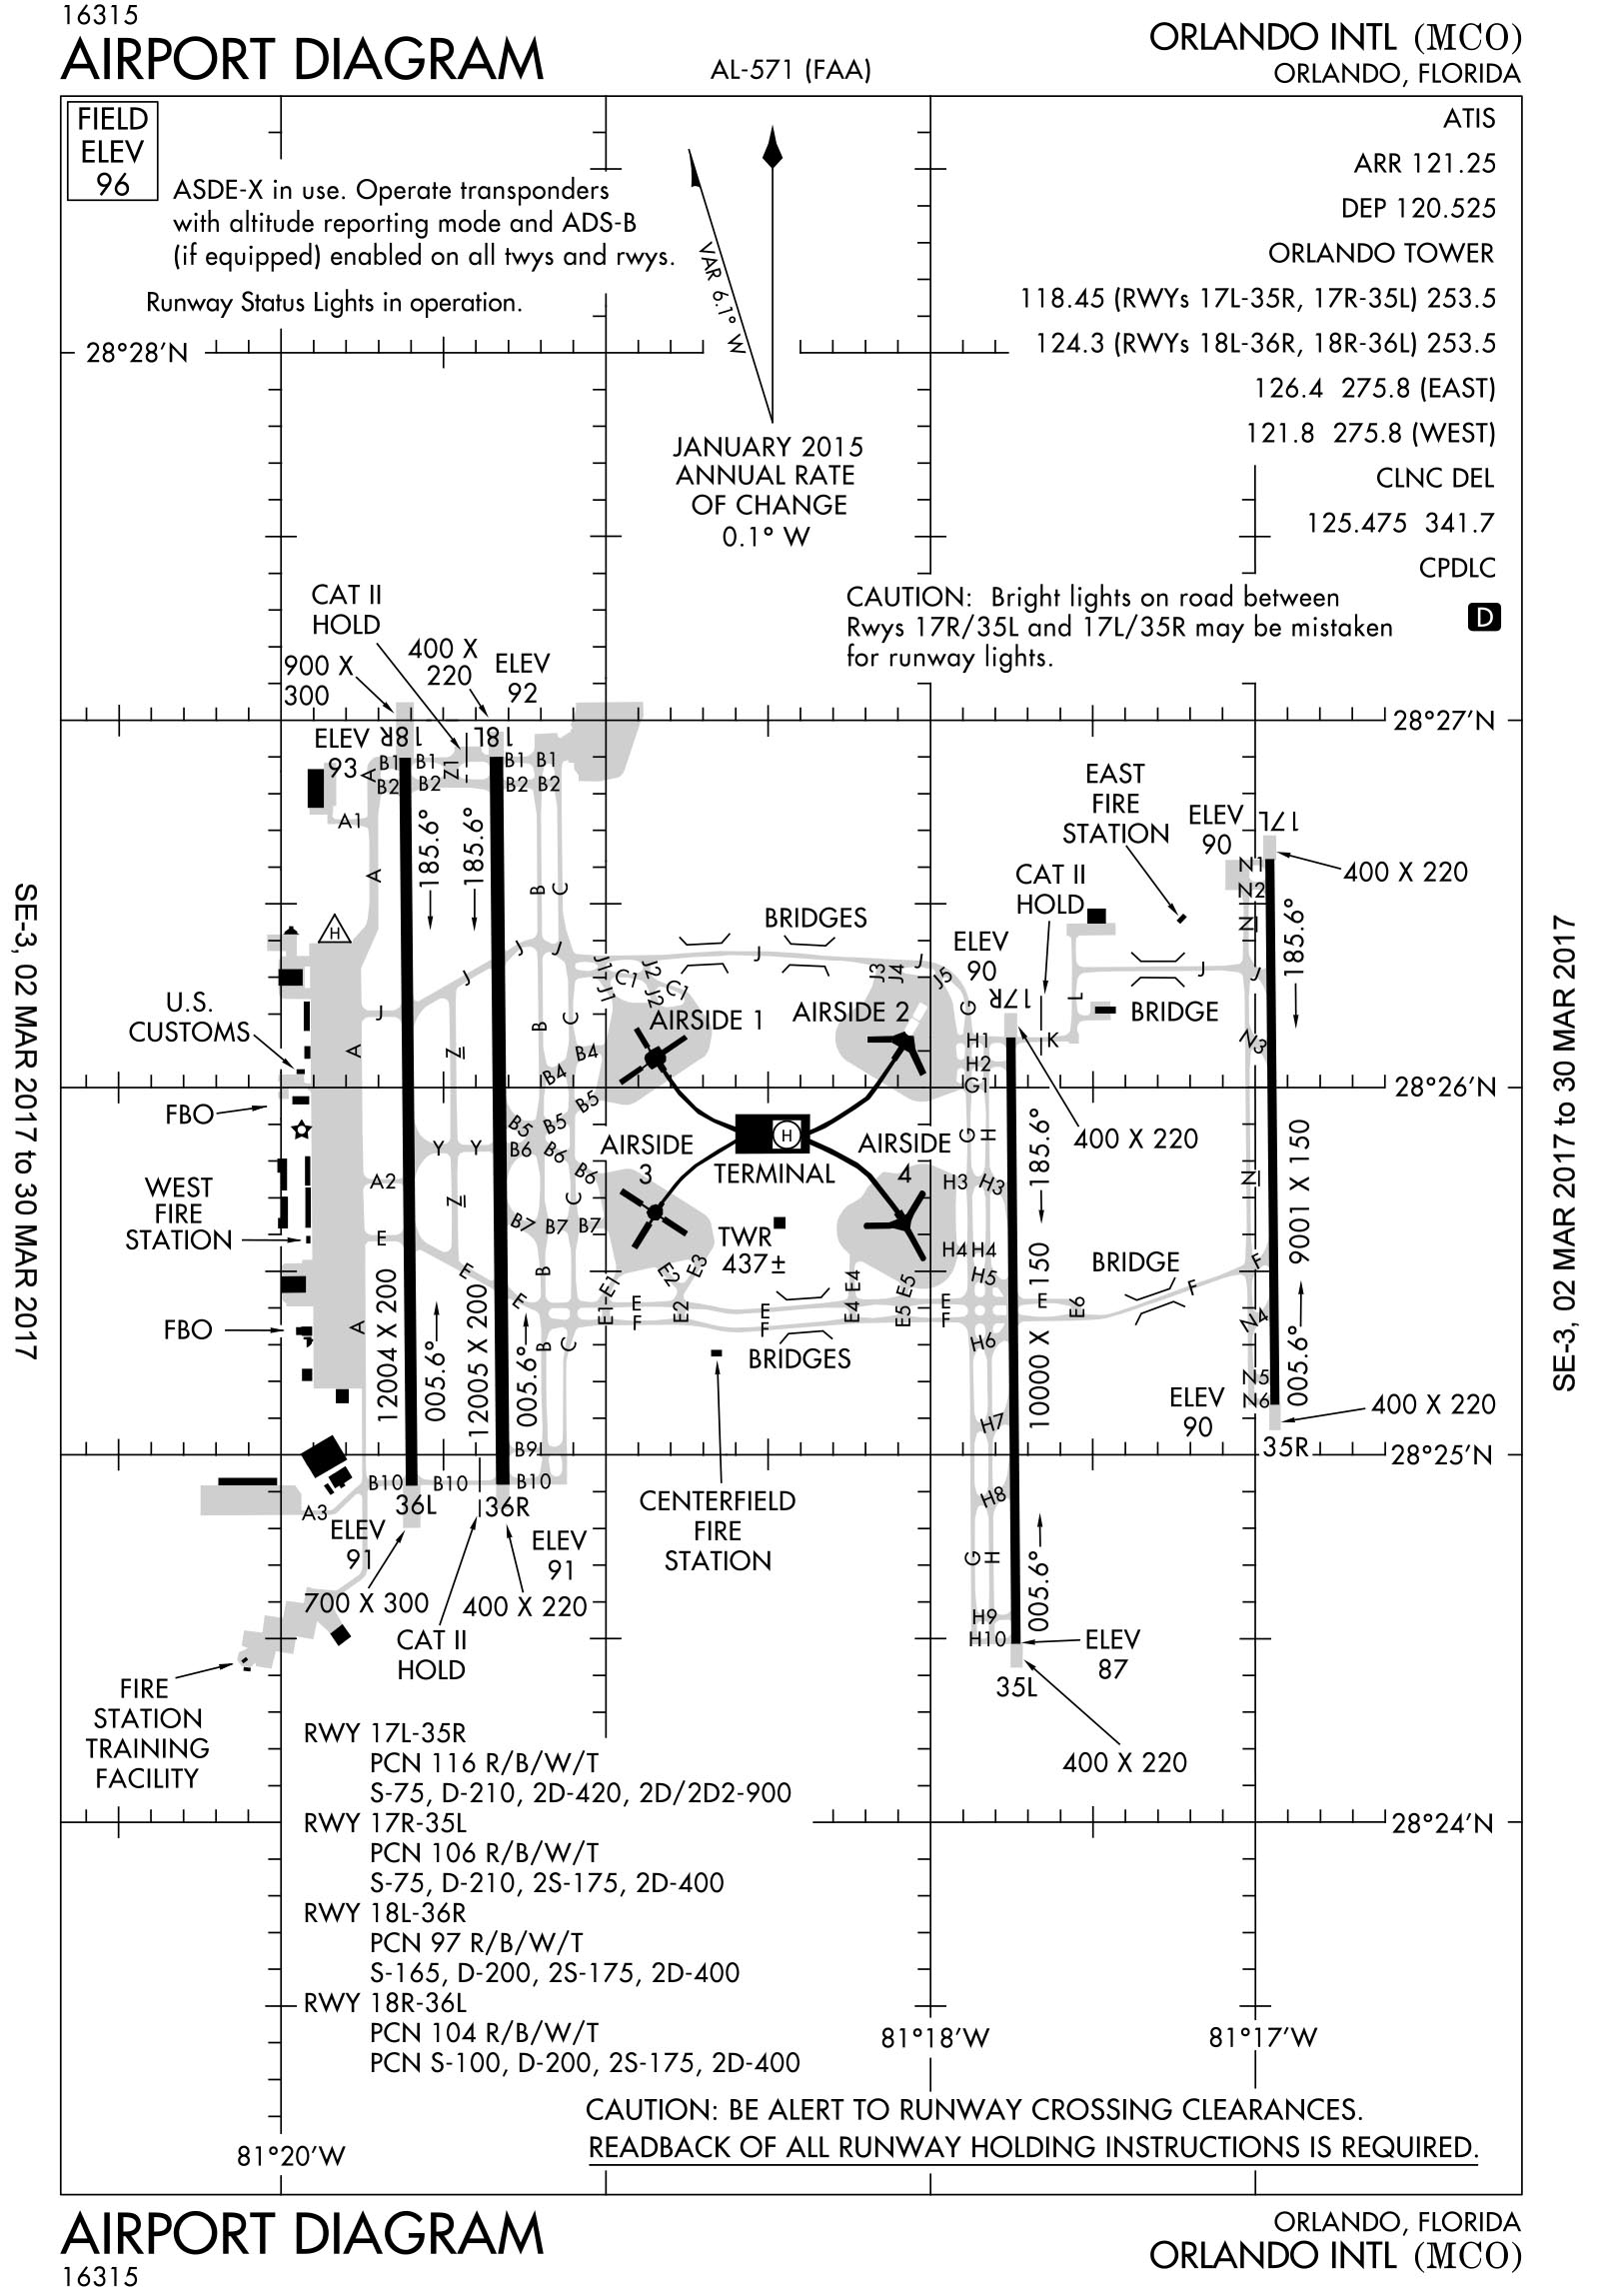 16315
AIRPORT DIAGRAM
AL-571 (FAA)
ORLANDO INTL (MCO)
ORLANDO, FLORIDA
FIELD
ELEV
96
ASDE-X in use. Operate transponders
with altitude reporting mode and ADS-B
(if equipped) enabled on all twys and rwys.
Runway Status Lights in operation.
VAR 6.1° W
JANUARY 2015
ANNUAL RATE
OF CHANGE
0.1° W
ATIS
ARR 121.25
DEP 120.525
ORLANDO TOWER
118.45 (RWYs 17L-35R, 17R-35L) 253.5
124.3 (RWYs 18L-36R, 18R-36L) 253.5
126.4 275.8 (EAST)
121.8 275.8 (WEST)
CLNC DEL
125.475 341.7
CPDLC
D
28°28'N
CAUTION: Bright lights on road between
Rwys 17R/35L and 17L/35R may be mistaken
for runway lights.
CAT II
HOLD
900 X
300
400 X
220
ELEV
92
28°27'N
ELEV
93
18R
18L
B1 B1 B1 B1
B2 B2 B2 B2
Z1
A
A1
A
185.6°
185.6°
B C
EAST
FIRE
STATION
ELEV
90
17L
N1
N2
N
400 X 220
CAT II
HOLD
185.6°
BRIDGES
J J J J
J1 J2 C1 C1
J1 J2
J3 J4 J J5
ELEV
90
17R
J J
L
BRIDGE
H
U.S.
CUSTOMS
J
A
Z
B C
B4
B4
AIRSIDE 1
AIRSIDE 2
G
H1
H2
G1
K
N3
28°26'N
FBO
B5 B5 B5
Y Y
B6 B6 B6
AIRSIDE
3
H
TERMINAL
AIRSIDE
4
G H
185.6°
400 X 220
WEST
FIRE
STATION
A2
E
Z
C
B7 B7 B7
TWR
437±
H3 H3
H4 H4
H5
N
9001 X 150
BRIDGE
F
F
E
E
B
E1 E1
E2 E3
E2
E F
E F
E4
E4
E5
E5
E F
E
E6
H6
N4
FBO
A
12004 X 200
005.6°
12005 X 200
005.6°
B C
BRIDGES
10000 X 150
H7
ELEV
90
N5
N6
005.6°
400 X 220
35R
28°25'N
B9
B10 B10 B10
A3
36L
36R
ELEV
91
ELEV
91
700 X 300
400 X 220
CAT II
HOLD
CENTERFIELD
FIRE
STATION
H8
G H
005.6°
H9
H10
ELEV
87
35L
400 X 220
FIRE
STATION
TRAINING
FACILITY
RWY 17L-35R
PCN 116 R/B/W/T
S-75, D-210, 2D-420, 2D/2D2-900
RWY 17R-35L
PCN 106 R/B/W/T
S-75, D-210, 2S-175, 2D-400
RWY 18L-36R
PCN 97 R/B/W/T
S-165, D-200, 2S-175, 2D-400
RWY 18R-36L
PCN 104 R/B/W/T
PCN S-100, D-200, 2S-175, 2D-400
28°24'N
81°18'W
81°17'W
CAUTION: BE ALERT TO RUNWAY CROSSING CLEARANCES.
READBACK OF ALL RUNWAY HOLDING INSTRUCTIONS IS REQUIRED.
81°20'W
SE-3, 02 MAR 2017 to 30 MAR 2017
SE-3, 02 MAR 2017 to 30 MAR 2017
AIRPORT DIAGRAM
16315
ORLANDO, FLORIDA
ORLANDO INTL (MCO)